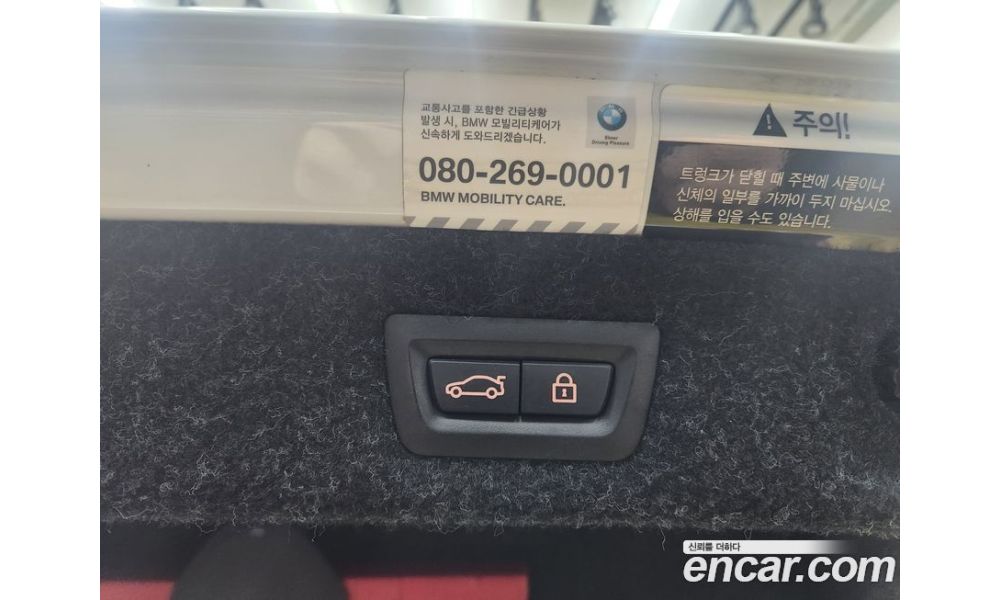 교통사고를 포함한 긴급상황
발생 시, BMW 모빌리티케어가
신속하게 도와드리겠습니다.
Sheer
Driving Pleasure
080-269-0001
BMW MOBILITY CARE.
주의!
트렁크가 닫힐 때 주변에 사물이나
신체의 일부를 가까이 두지 마십시오.
상해를 입을 수도 있습니다.
신뢰를 더하다
encar.com